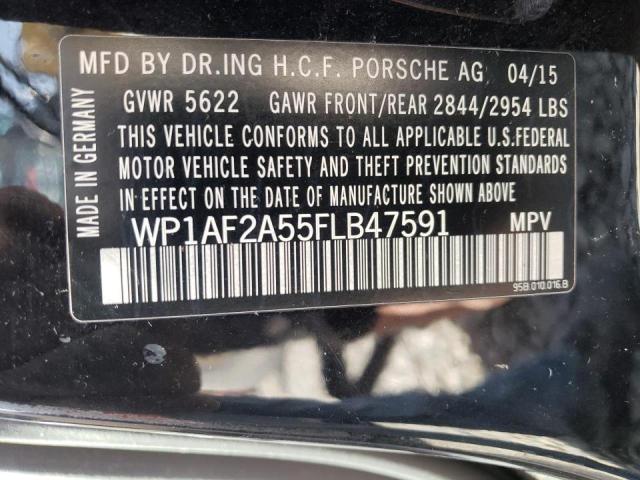 MFD BY DR.ING H.C.F. PORSCHE AG 04/15
GVWR 5622 GAWR FRONT/REAR 2844/2954 LBS
THIS VEHICLE CONFORMS TO ALL APPLICABLE U.S.FEDERAL
MOTOR VEHICLE SAFETY AND THEFT PREVENTION STANDARDS
IN EFFECT ON THE DATE OF MANUFACTURE SHOWN ABOVE.
WP1AF2A55FLB47591 MPV
95B.010.016.B
MADE IN GERMANY